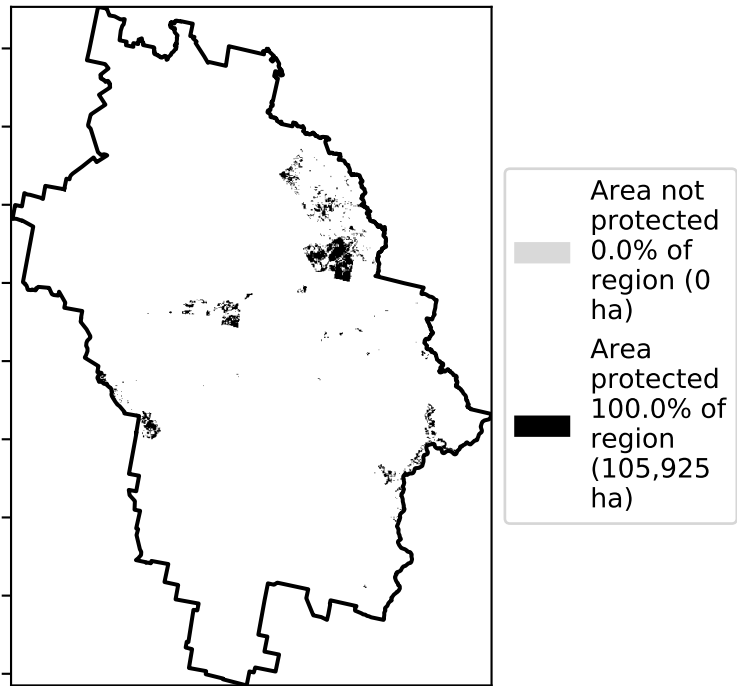 Area not
protected
0.0% of
region (0
ha)
Area
protected
100.0% of
region
(105,925
ha)